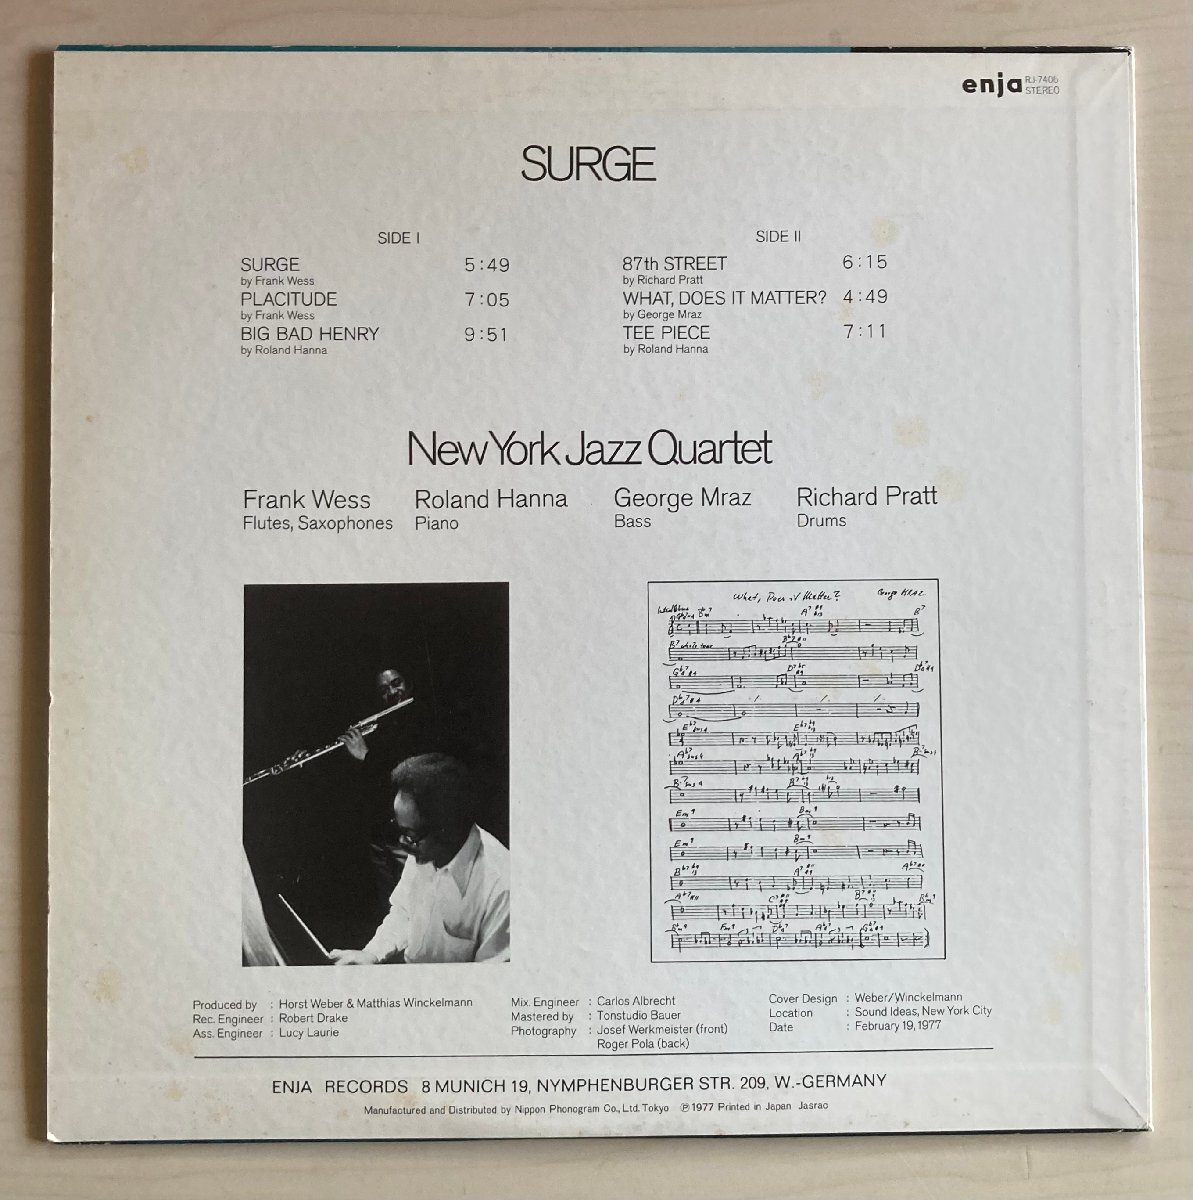 enja RJ-7406
STEREO
SURGE
SIDE I
SURGE 5:49
by Frank Wess
PLACITUDE 7:05
by Frank Wess
BIG BAD HENRY 9:51
by Roland Hanna
SIDE II
87th STREET 6:15
by Richard Pratt
WHAT, DOES IT MATTER? 4:49
by George Mraz
TEE PIECE 7:11
by Roland Hanna
New York Jazz Quartet
Frank Wess
Flutes, Saxophones
Roland Hanna
Piano
George Mraz
Bass
Richard Pratt
Drums
What, Does it Matter? George MRAZ
Produced by : Horst Weber & Matthias Winckelmann
Rec. Engineer : Robert Drake
Ass. Engineer : Lucy Laurie
Mix. Engineer : Carlos Albrecht
Mastered by : Tonstudio Bauer
Photography : Josef Werkmeister (front)
Roger Pola (back)
Cover Design : Weber/Winckelmann
Location : Sound Ideas, New York City
Date : February 19, 1977
ENJA RECORDS 8 MUNICH 19, NYMPHENBURGER STR. 209, W.-GERMANY
Manufactured and Distributed by Nippon Phonogram Co., Ltd. Tokyo ℗1977 Printed in Japan Jasrac